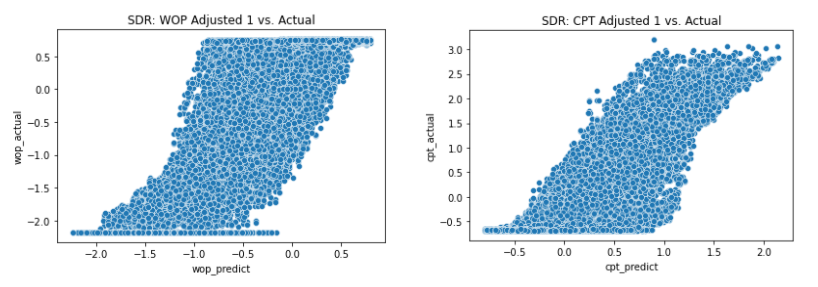 SDR: WOP Adjusted 1 vs. Actual
wop_actual
0.5
0.0
−0.5
−1.0
−1.5
−2.0
−2.0 −1.5 −1.0 −0.5 0.0 0.5
wop_predict
SDR: CPT Adjusted 1 vs. Actual
cpt_actual
3.0
2.5
2.0
1.5
1.0
0.5
0.0
−0.5
−0.5 0.0 0.5 1.0 1.5 2.0
cpt_predict